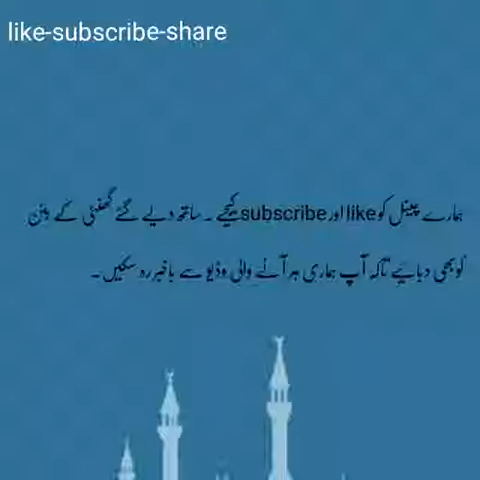 like-subscribe-share
ہمارے چینل کو like اور subscribe کیجیے ۔ ساتھ دیے گئے گھنٹی کے بٹن
کو بھی دبائیے تاکہ آپ ہماری ہر آنے والی وڈیو سے باخبر رہ سکیں۔